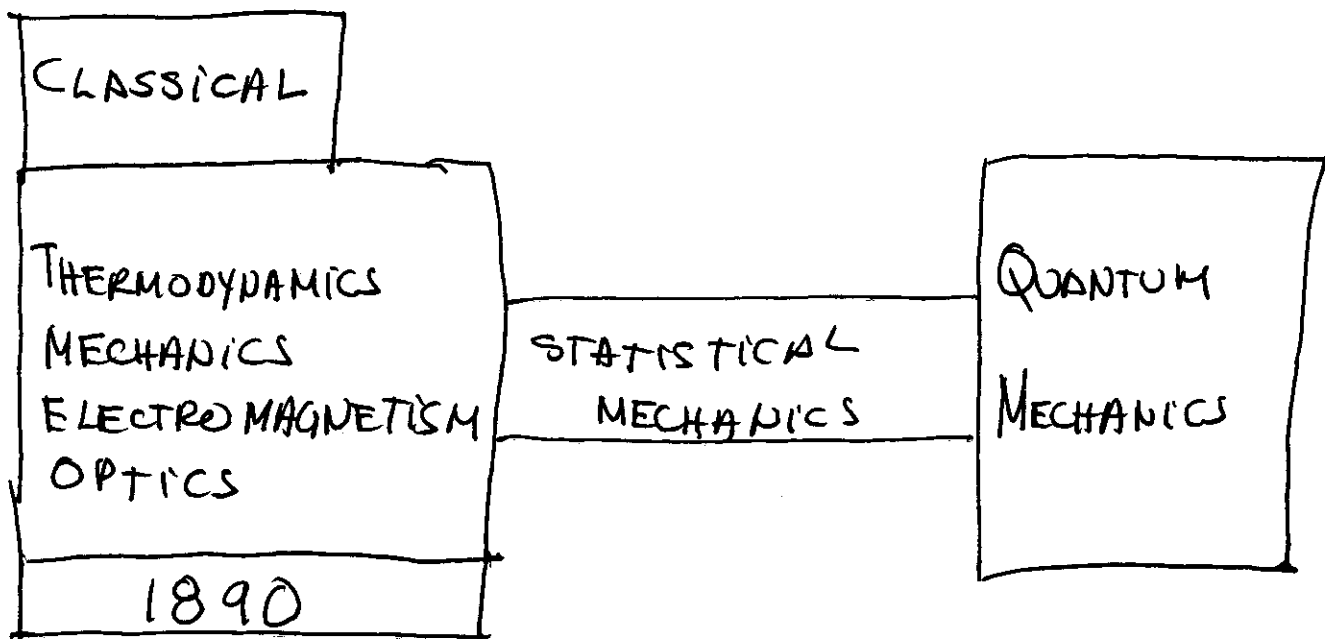 CLASSiCAL
THERMODYNAMiCS
MECHANiCS
ELECTROMAGNETiSM
OPTiCS
1890
STATISTiCAL
MECHANiCS
QUANTUM
MECHANiCS